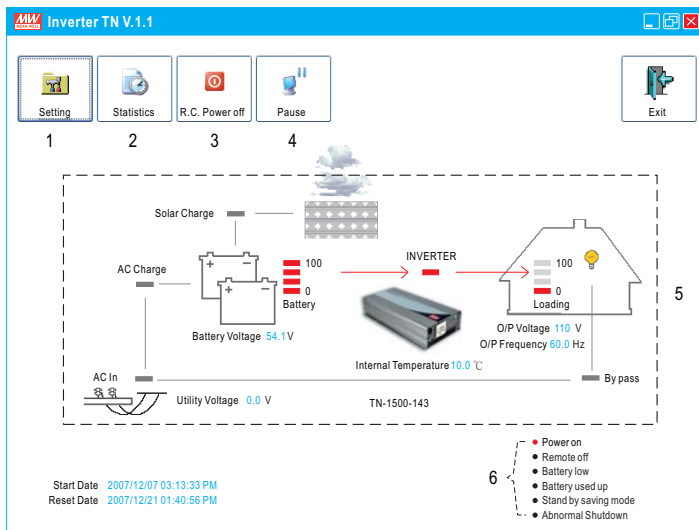 MW MEAN WELL Inverter TN V.1.1
Setting
Statistics
R.C. Power off
Pause
Exit
1
2
3
4
Solar Charge
AC Charge
+ -
+ -
100
0
Battery
Battery Voltage 54.1V
INVERTER
Internal Temperature 10.0 ℃
100
0
Loading
O/P Voltage 110 V
O/P Frequency 60.0 Hz
5
AC In
Utility Voltage 0.0 V
TN-1500-143
By pass
6
Power on
Remote off
Battery low
Battery used up
Stand by saving mode
Abnormal Shutdown
Start Date 2007/12/07 03:13:33 PM
Reset Date 2007/12/21 01:40:56 PM